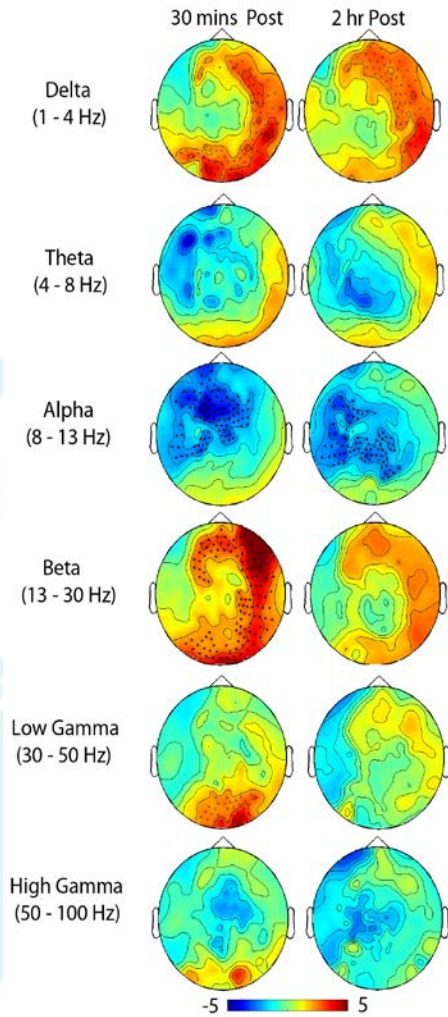 30 mins Post 2 hr Post
Delta
(1 - 4 Hz)
Theta
(4 - 8 Hz)
Alpha
(8 - 13 Hz)
Beta
(13 - 30 Hz)
Low Gamma
(30 - 50 Hz)
High Gamma
(50 - 100 Hz)
-5 5